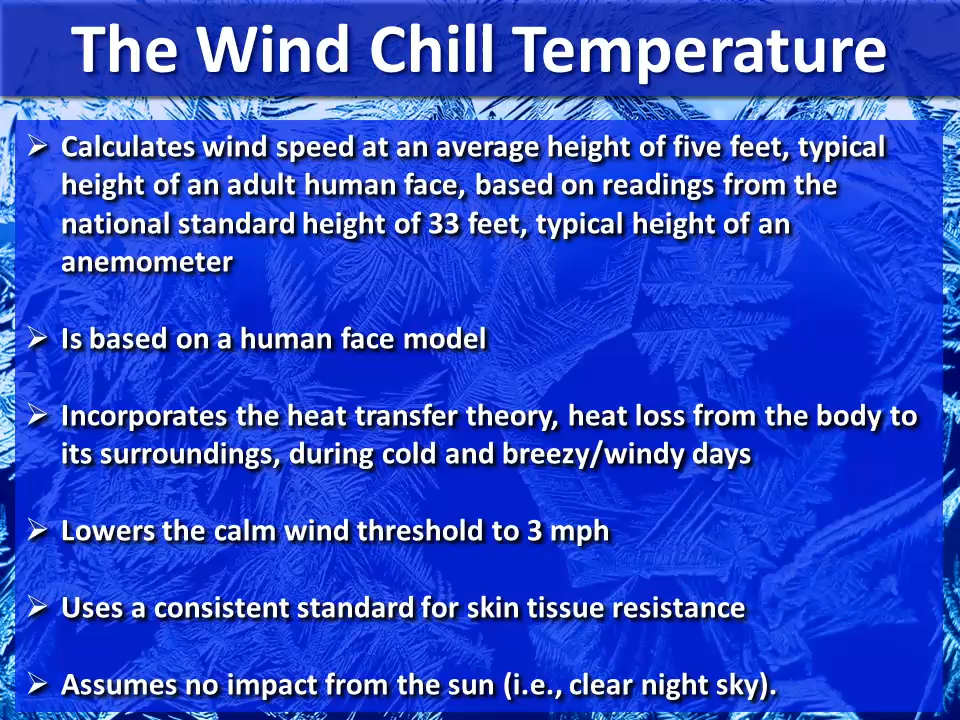 The Wind Chill Temperature
➢ Calculates wind speed at an average height of five feet, typical
height of an adult human face, based on readings from the
national standard height of 33 feet, typical height of an
anemometer
➢ Is based on a human face model
➢ Incorporates the heat transfer theory, heat loss from the body to
its surroundings, during cold and breezy/windy days
➢ Lowers the calm wind threshold to 3 mph
➢ Uses a consistent standard for skin tissue resistance
➢ Assumes no impact from the sun (i.e., clear night sky).